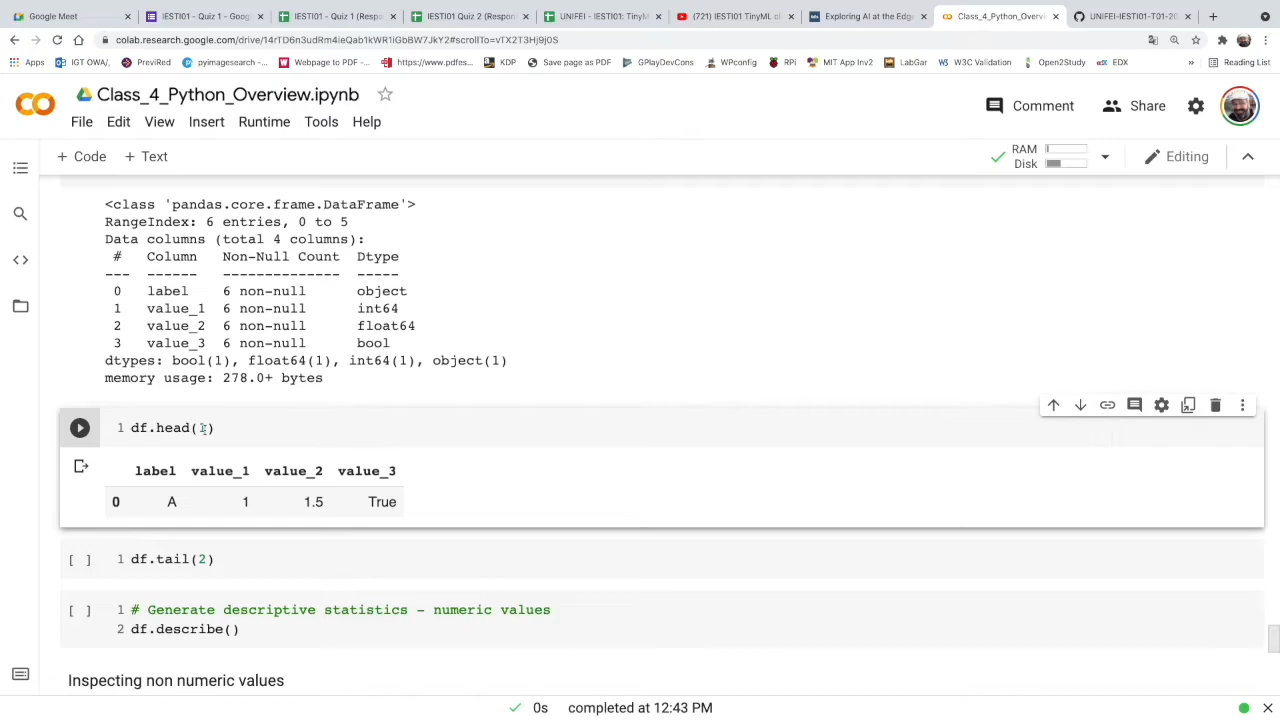 Google Meet
IESTI01 - Quiz 1 - Goog
IESTI01 - Quiz 1 (Respo
IESTI01 Quiz 2 (Respon
UNIFEI - IESTI01: TinyM
(721) IESTI01 TinyML cl
Exploring AI at the Edge
Class_4_Python_Overvie
UNIFEI-IESTI01-T01-20
colab.research.google.com/drive/14rTD6n3udRm4ieQab1kWR1iGbBW7JkY2#scrollTo=vTX2T3Hj9j0S
Apps
IGT OWA/,
PreviRed
pyimagesearch -...
Webpage to PDF -...
https://www.pdfes...
KDP
Save page as PDF
GPlayDevCons
WPconfig
RPi
MIT App Inv2
LabGar
W3C Validation
Open2Study
EDX
»
Reading List
Class_4_Python_Overview.ipynb
Comment
Share
File Edit View Insert Runtime Tools Help
+ Code + Text
RAM
Disk
Editing
<class 'pandas.core.frame.DataFrame'>
RangeIndex: 6 entries, 0 to 5
Data columns (total 4 columns):
# Column Non-Null Count Dtype
--- ------ -------------- -----
0 label 6 non-null object
1 value_1 6 non-null int64
2 value_2 6 non-null float64
3 value_3 6 non-null bool
dtypes: bool(1), float64(1), int64(1), object(1)
memory usage: 278.0+ bytes
1 df.head(1)
label value_1 value_2 value_3
0 A 1 1.5 True
[ ] 1 df.tail(2)
[ ] 1 # Generate descriptive statistics - numeric values
2 df.describe()
Inspecting non numeric values
0s completed at 12:43 PM